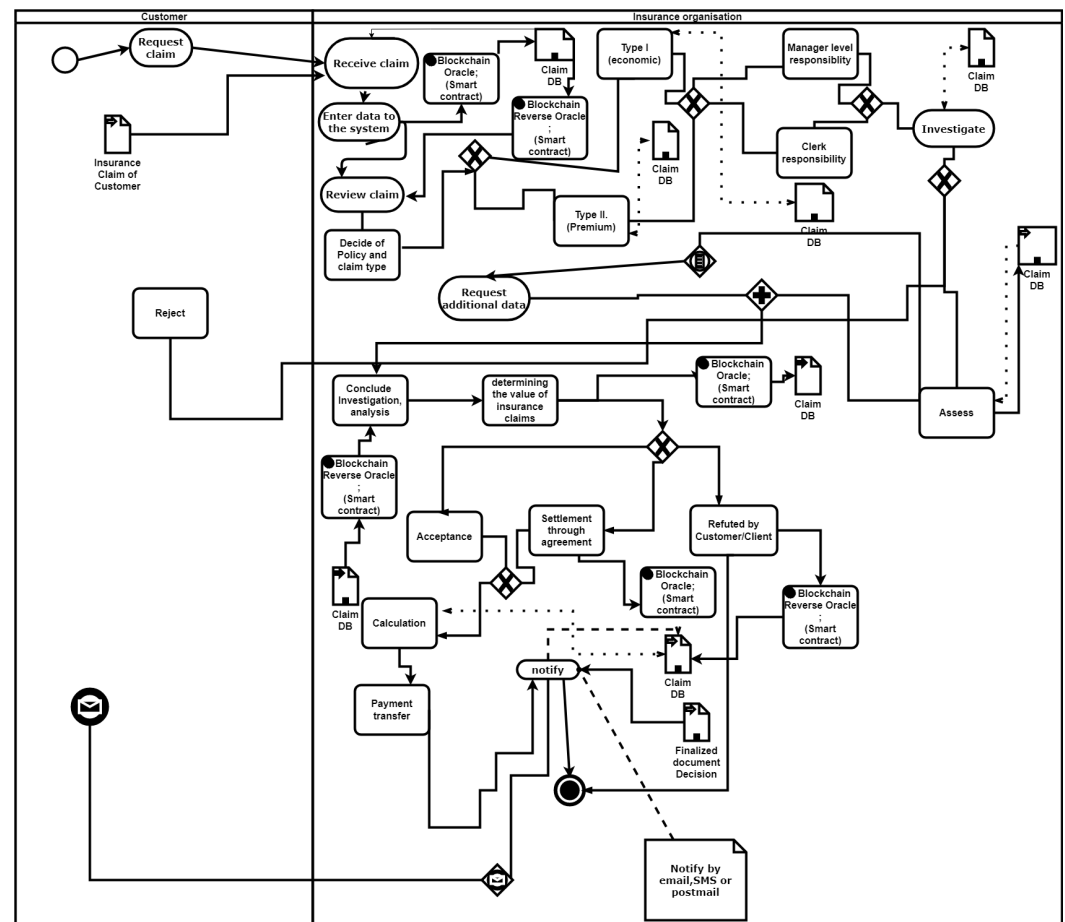 Customer
Insurance organisation
Request
claim
Receive claim
Blockchain
Oracle;
(Smart
contract)
Claim
DB
Type I
(economic)
Manager level
responsiblity
Claim
DB
Insurance
Claim of
Customer
Enter data to
the system
Blockchain
Reverse Oracle
;
(Smart
contract)
Claim
DB
Clerk
responsibility
Investigate
Review claim
Type II.
(Premium)
Claim
DB
Decide of
Policy and
claim type
Claim
DB
Request
additional data
Reject
Conclude
Investigation,
analysis
determining
the value of
insurance
claims
Blockchain
Oracle;
(Smart
contract)
Claim
DB
Assess
Blockchain
Reverse Oracle
;
(Smart
contract)
Acceptance
Settlement
through
agreement
Refuted by
Customer/Client
Claim
DB
Blockchain
Oracle;
(Smart
contract)
Blockchain
Reverse Oracle
;
(Smart
contract)
Calculation
notify
Claim
DB
Payment
transfer
Finalized
document
Decision
Notify by
email,SMS or
postmail